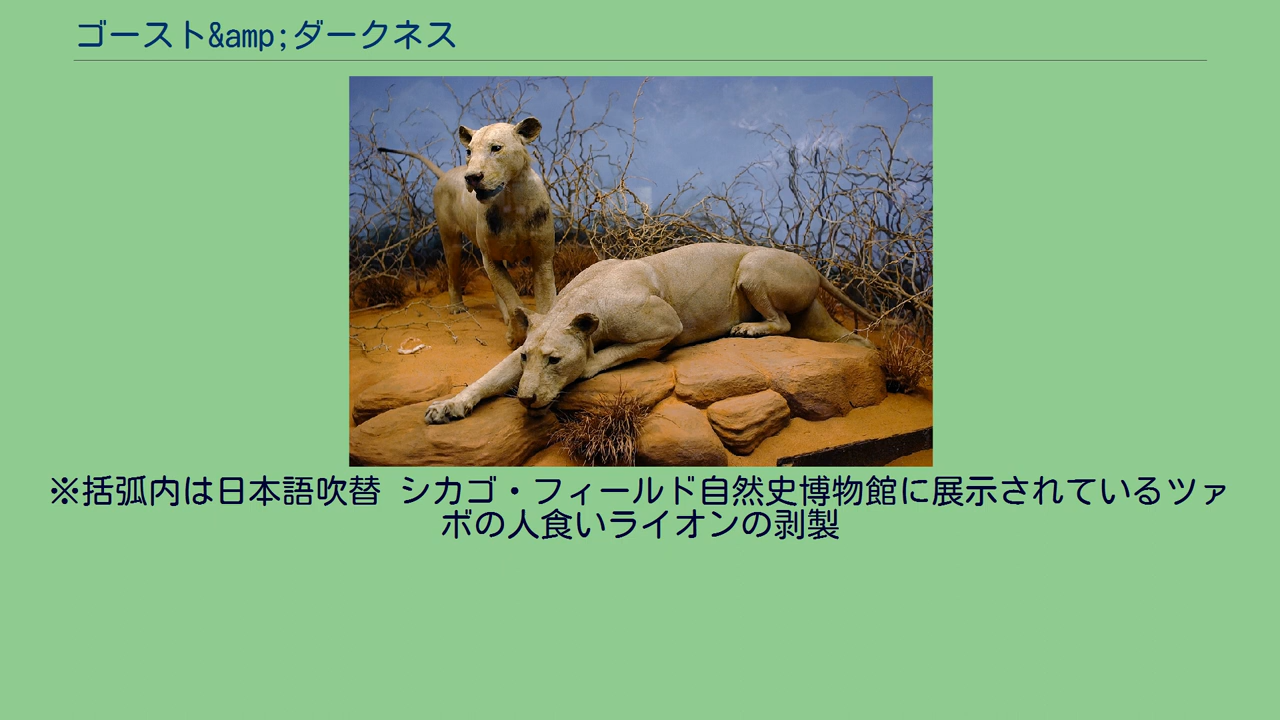 ゴースト&amp;ダークネス
※括弧内は日本語吹替 シカゴ・フィールド自然史博物館に展示されているツァ
ボの人食いライオンの剥製